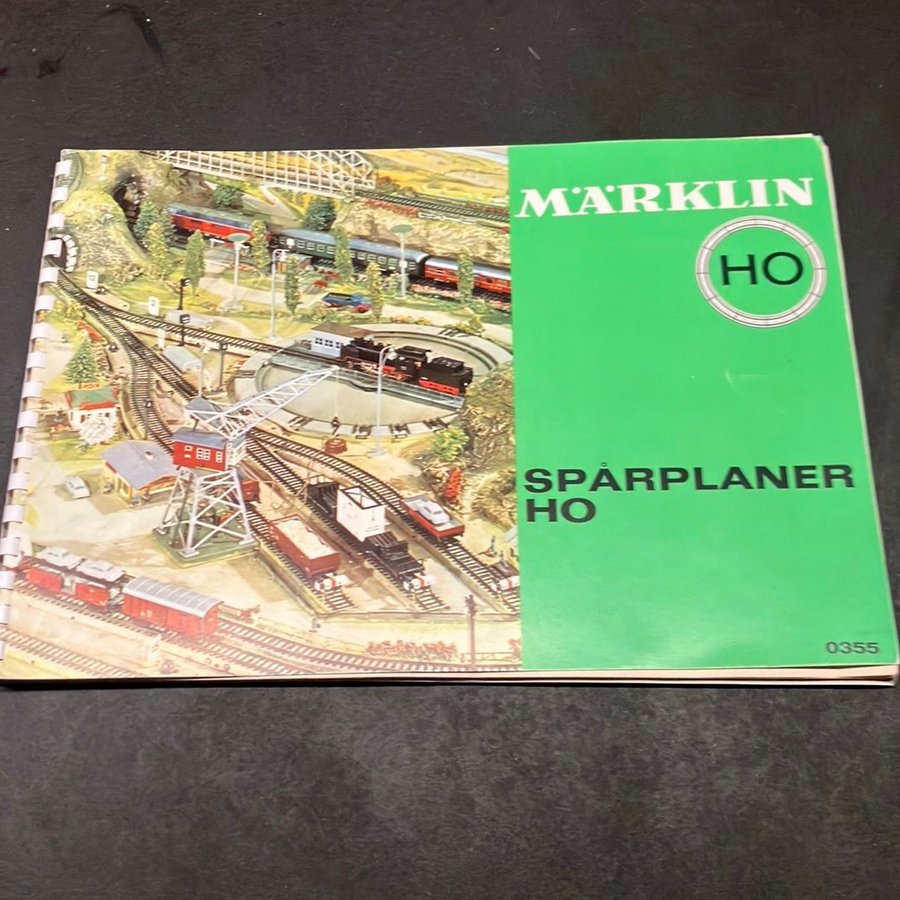 MÄRKLIN
HO
SPÅRPLANER
HO
0355